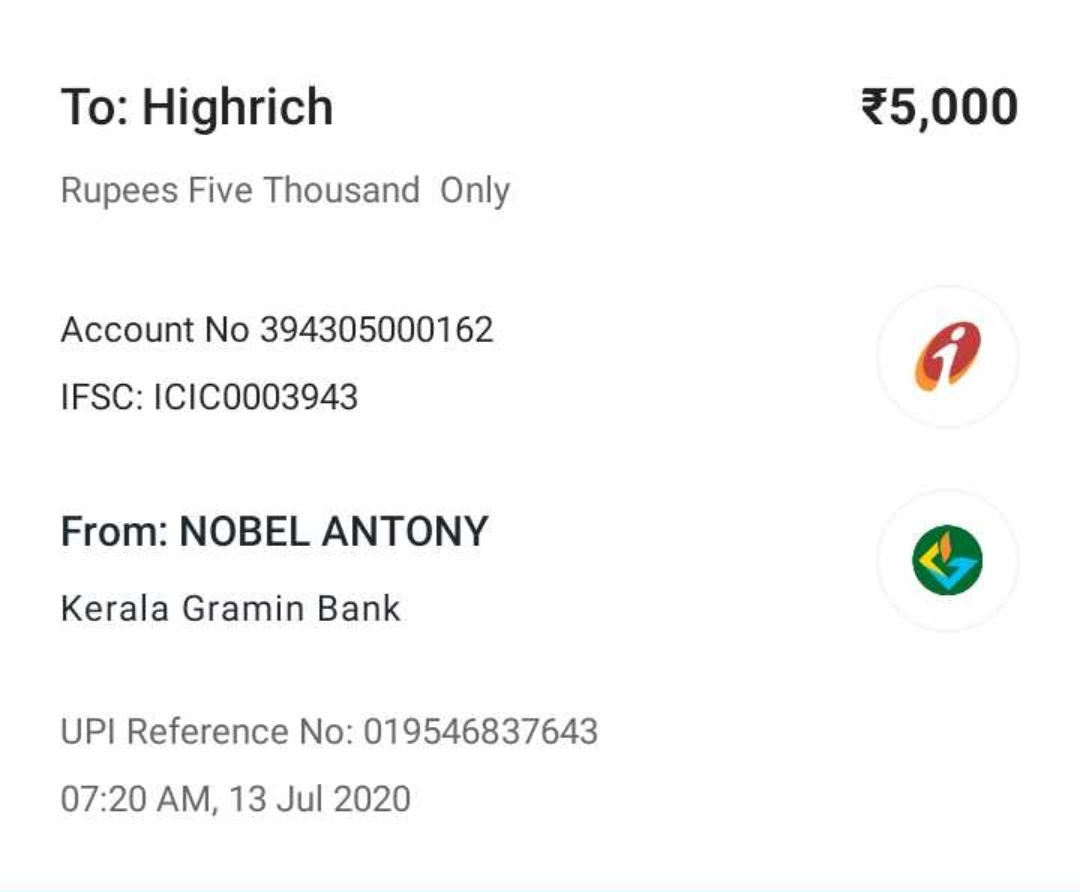 To: Highrich ₹5,000
Rupees Five Thousand Only
Account No 394305000162
IFSC: ICIC0003943
From: NOBEL ANTONY
Kerala Gramin Bank
UPI Reference No: 019546837643
07:20 AM, 13 Jul 2020